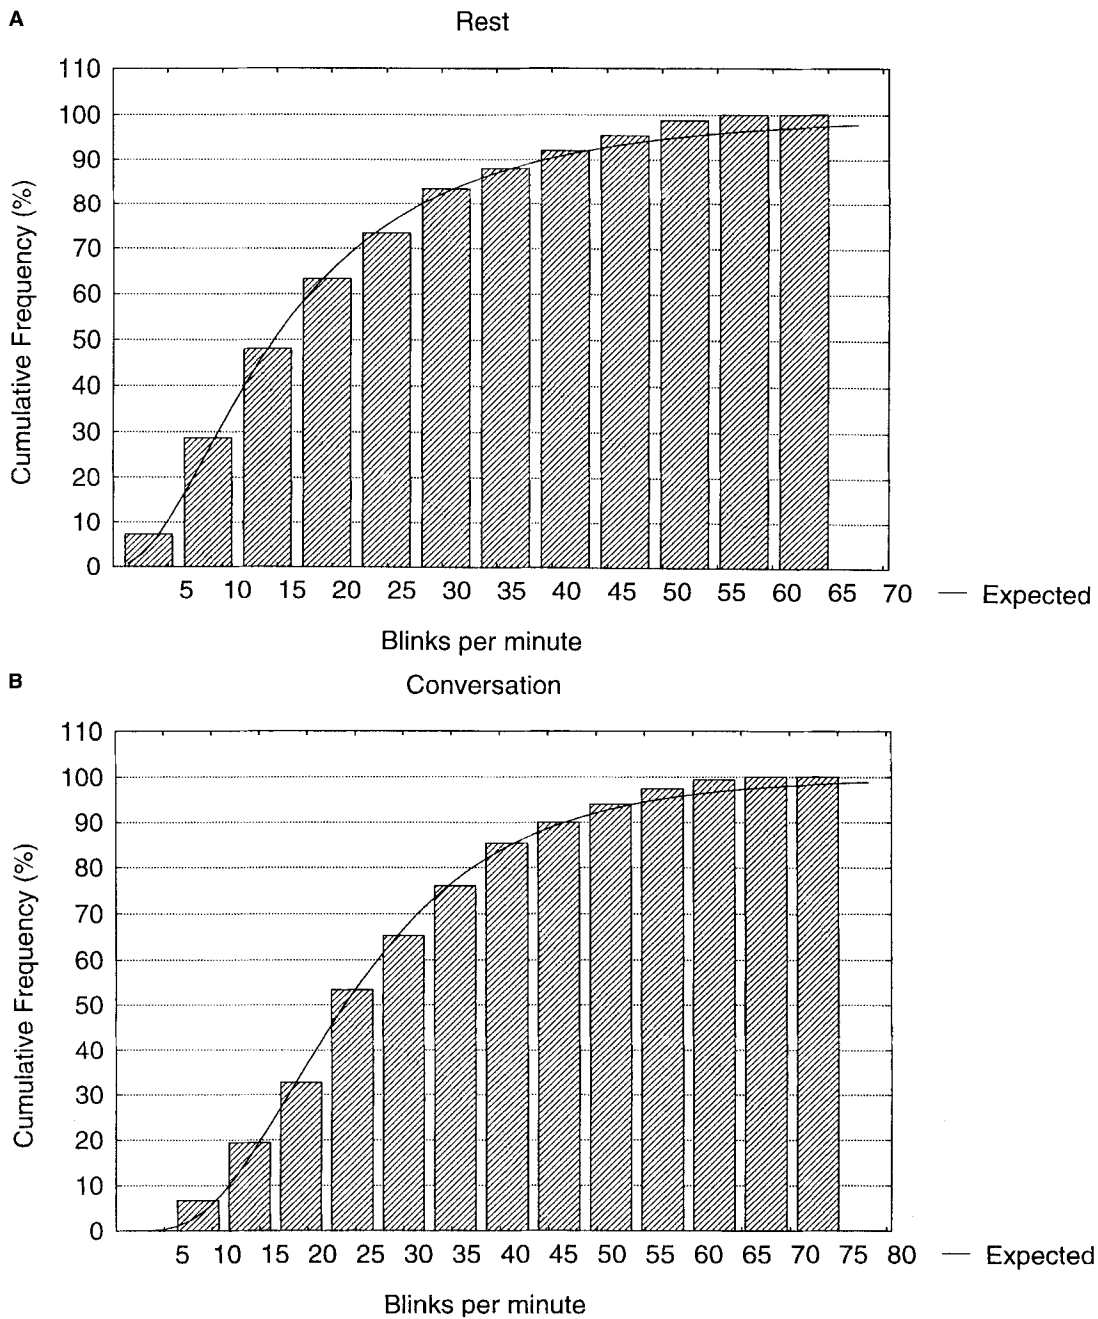 A
Rest
110
100
90
80
70
60
50
40
30
20
10
0
Cumulative Frequency (%)
5 10 15 20 25 30 35 40 45 50 55 60 65 70
Expected
Blinks per minute
B
Conversation
110
100
90
80
70
60
50
40
30
20
10
0
Cumulative Frequency (%)
5 10 15 20 25 30 35 40 45 50 55 60 65 70 75 80
Expected
Blinks per minute